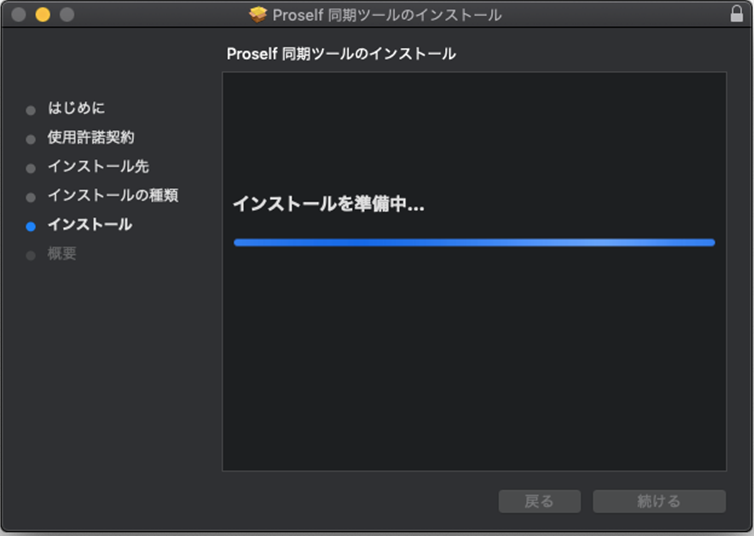 Proself 同期ツールのインストール
Proself 同期ツールのインストール
はじめに
使用許諾契約
インストール先
インストールの種類
インストール
概要
インストールを準備中...
戻る
続ける